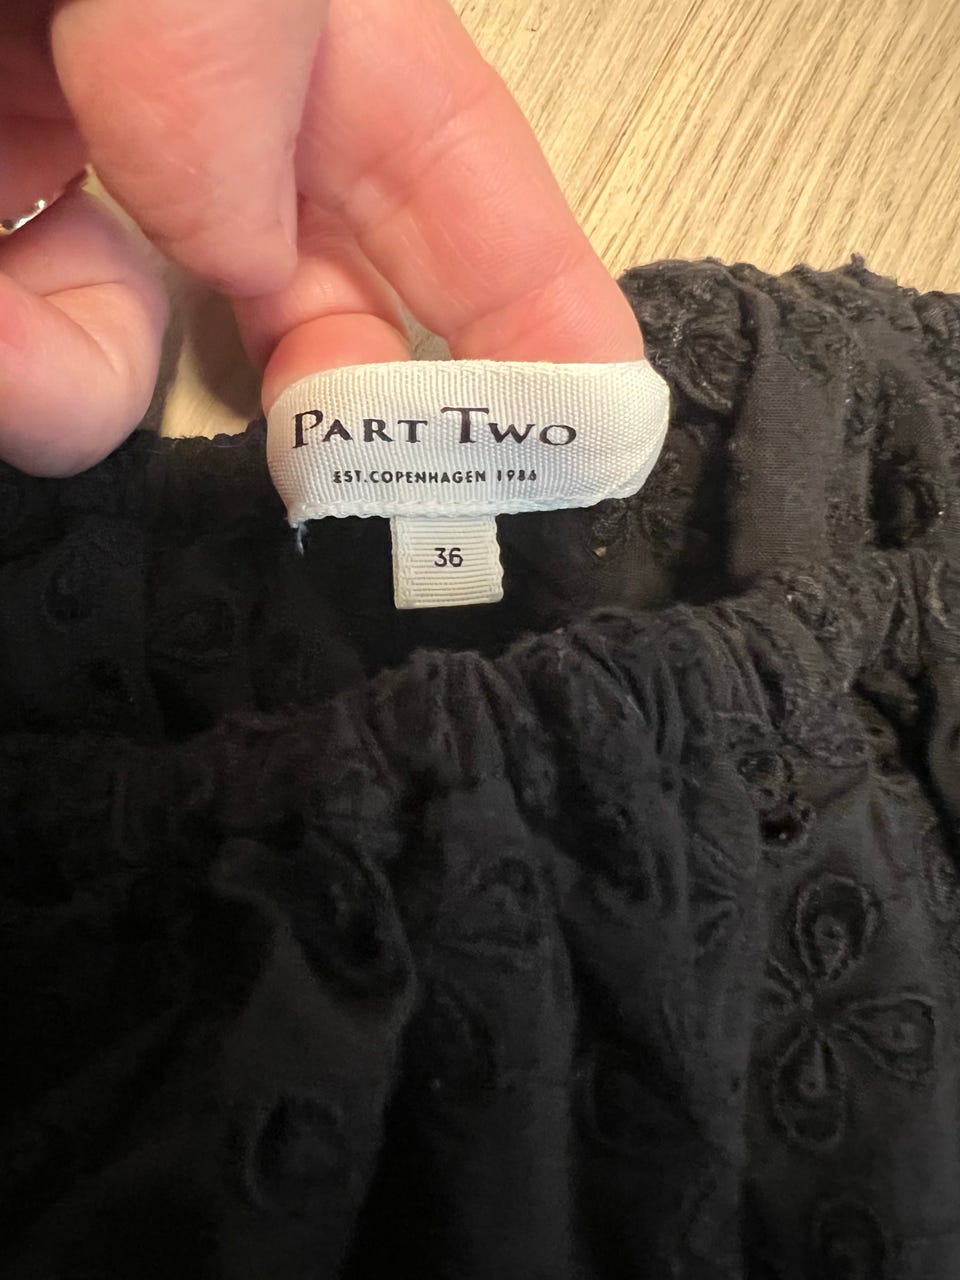 PART TWO
EST.COPENHAGEN 1986
36